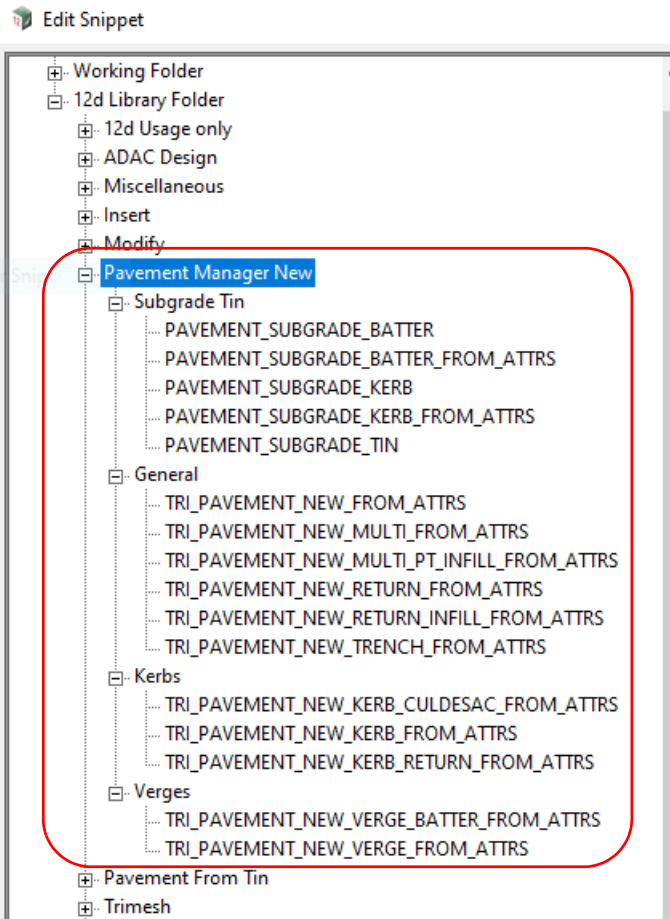 Edit Snippet
Working Folder
12d Library Folder
12d Usage only
ADAC Design
Miscellaneous
Insert
Modify
Pavement Manager New
Subgrade Tin
PAVEMENT_SUBGRADE_BATTER
PAVEMENT_SUBGRADE_BATTER_FROM_ATTRS
PAVEMENT_SUBGRADE_KERB
PAVEMENT_SUBGRADE_KERB_FROM_ATTRS
PAVEMENT_SUBGRADE_TIN
General
TRI_PAVEMENT_NEW_FROM_ATTRS
TRI_PAVEMENT_NEW_MULTI_FROM_ATTRS
TRI_PAVEMENT_NEW_MULTI_PT_INFILL_FROM_ATTRS
TRI_PAVEMENT_NEW_RETURN_FROM_ATTRS
TRI_PAVEMENT_NEW_RETURN_INFILL_FROM_ATTRS
TRI_PAVEMENT_NEW_TRENCH_FROM_ATTRS
Kerbs
TRI_PAVEMENT_NEW_KERB_CULDESAC_FROM_ATTRS
TRI_PAVEMENT_NEW_KERB_FROM_ATTRS
TRI_PAVEMENT_NEW_KERB_RETURN_FROM_ATTRS
Verges
TRI_PAVEMENT_NEW_VERGE_BATTER_FROM_ATTRS
TRI_PAVEMENT_NEW_VERGE_FROM_ATTRS
Pavement From Tin
Trimesh